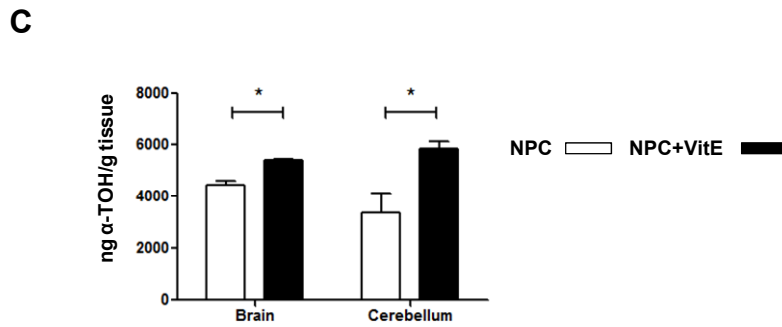 C
ng α-TOH/g tissue
8000
6000
4000
2000
0
*
*
Brain
Cerebellum
NPC
NPC+VitE